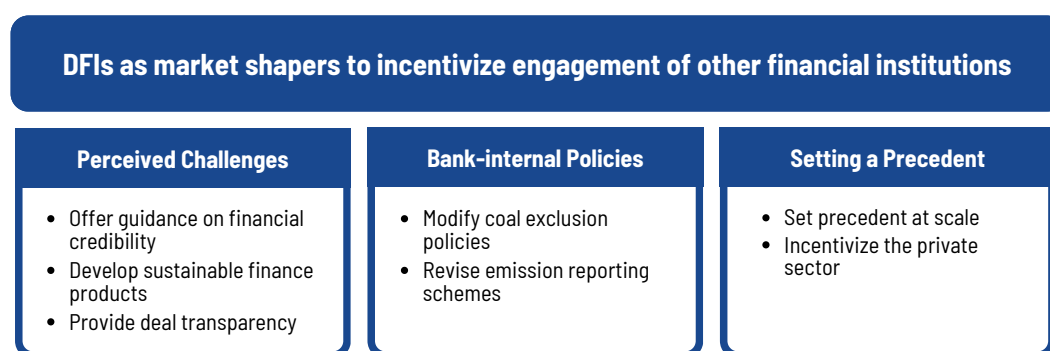 DFIs as market shapers to incentivize engagement of other financial institutions
Perceived Challenges
• Offer guidance on financial
credibility
• Develop sustainable finance
products
• Provide deal transparency
Bank-internal Policies
• Modify coal exclusion
policies
• Revise emission reporting
schemes
Setting a Precedent
• Set precedent at scale
• Incentivize the private
sector